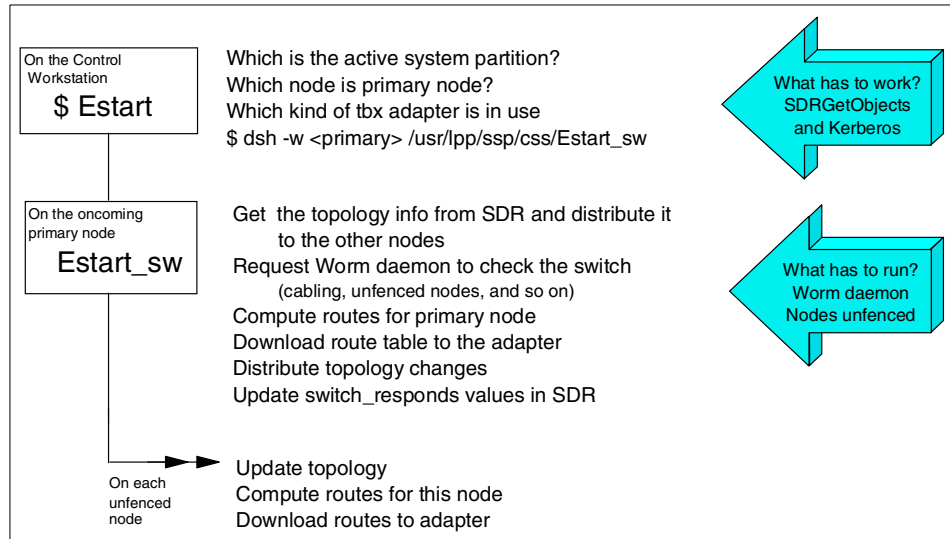 On the Control
Workstation
$ Estart
Which is the active system partition?
Which node is primary node?
Which kind of tbx adapter is in use
$ dsh -w <primary> /usr/lpp/ssp/css/Estart_sw
What has to work?
SDRGetObjects
and Kerberos
On the oncoming
primary node
Estart_sw
Get the topology info from SDR and distribute it
to the other nodes
Request Worm daemon to check the switch
(cabling, unfenced nodes, and so on)
Compute routes for primary node
Download route table to the adapter
Distribute topology changes
Update switch_responds values in SDR
What has to run?
Worm daemon
Nodes unfenced
On each
unfenced
node
Update topology
Compute routes for this node
Download routes to adapter